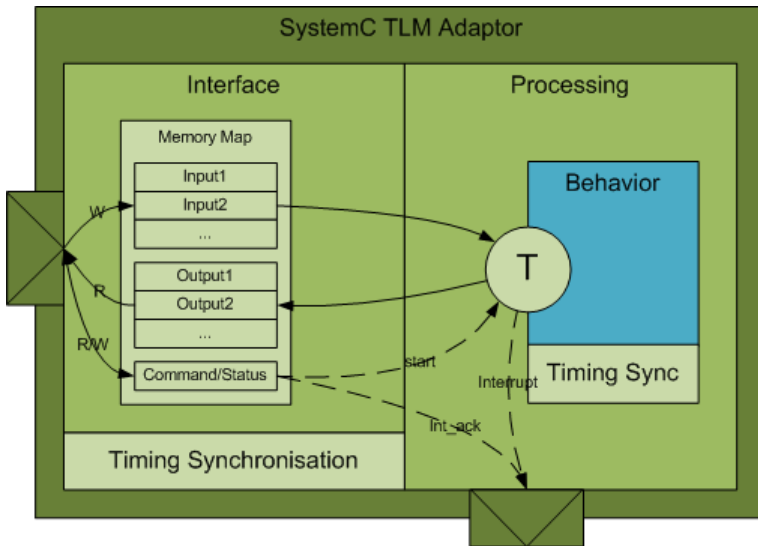 SystemC TLM Adaptor
Interface
Processing
Memory Map
Input1
Input2
...
Output1
Output2
...
Command/Status
W
R
R/W
T
Behavior
Timing Sync
start
Interrupt
Int_ack
Timing Synchronisation